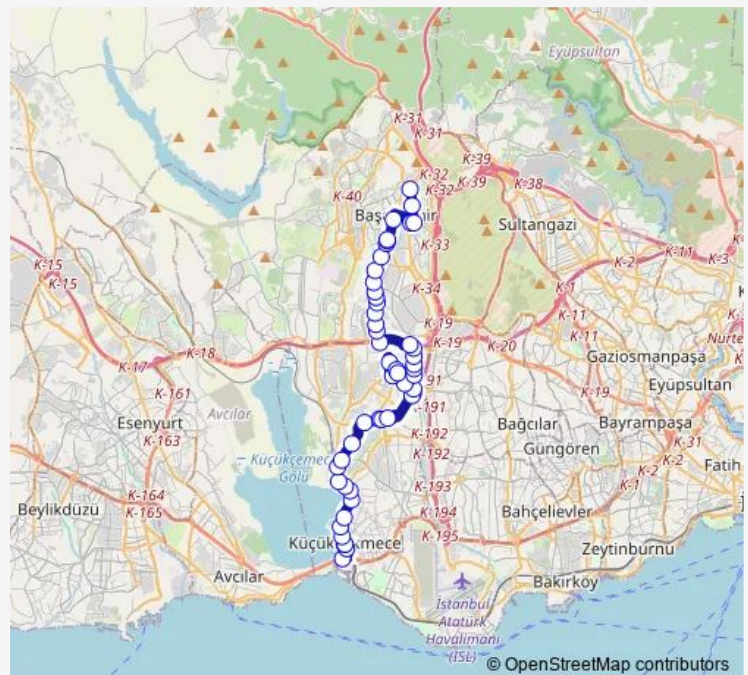 Eyüpsultan
K-31
K-31
K-39
K-32
K-32
K-39
K-38
K-40
Başakşehir
Sultangazi
K-33
K-2
K-11
K-3
K-15
K-15
K-34
K-1
K-19
K-11
K-19
K-20
K-17
K-18
Gaziosmanpaşa
K-11
K-19
Eyüpsultan
K-161
K-191
Esenyurt
Avcılar
Bağcılar
Bayrampaşa
K-163
K-192
Güngören
K-31
K-192
K-2
Küçükçekmece
Gölü
Fatih
K-164
K-193
K-1
K-165
K-194
Beylikdüzü
Bahçelievler
K-195
Küçükçekmece
Zeytinburnu
Avcılar
Bakırköy
İstanbul
Atatürk
Havalimanı
(ISL)
© OpenStreetMap contributors